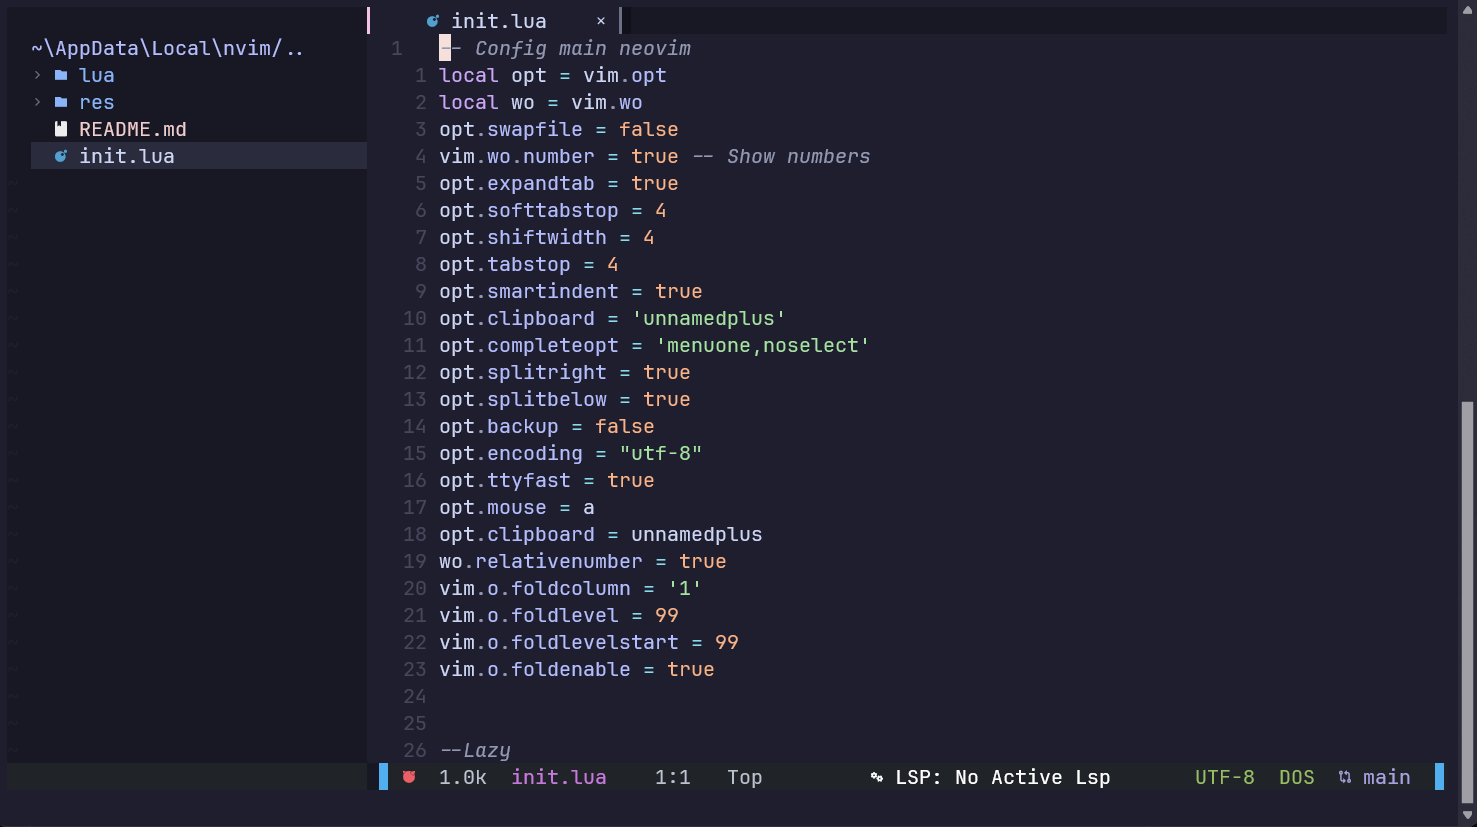 init.lua ×
~\AppData\Local\nvim/..
lua
res
README.md
init.lua
1 -- Config main neovim
1 local opt = vim.opt
2 local wo = vim.wo
3 opt.swapfile = false
4 vim.wo.number = true -- Show numbers
5 opt.expandtab = true
6 opt.softtabstop = 4
7 opt.shiftwidth = 4
8 opt.tabstop = 4
9 opt.smartindent = true
10 opt.clipboard = 'unnamedplus'
11 opt.completeopt = 'menuone,noselect'
12 opt.splitright = true
13 opt.splitbelow = true
14 opt.backup = false
15 opt.encoding = "utf-8"
16 opt.ttyfast = true
17 opt.mouse = a
18 opt.clipboard = unnamedplus
19 wo.relativenumber = true
20 vim.o.foldcolumn = '1'
21 vim.o.foldlevel = 99
22 vim.o.foldlevelstart = 99
23 vim.o.foldenable = true
24
25
26 --Lazy
1.0k init.lua 1:1 Top LSP: No Active Lsp UTF-8 DOS main